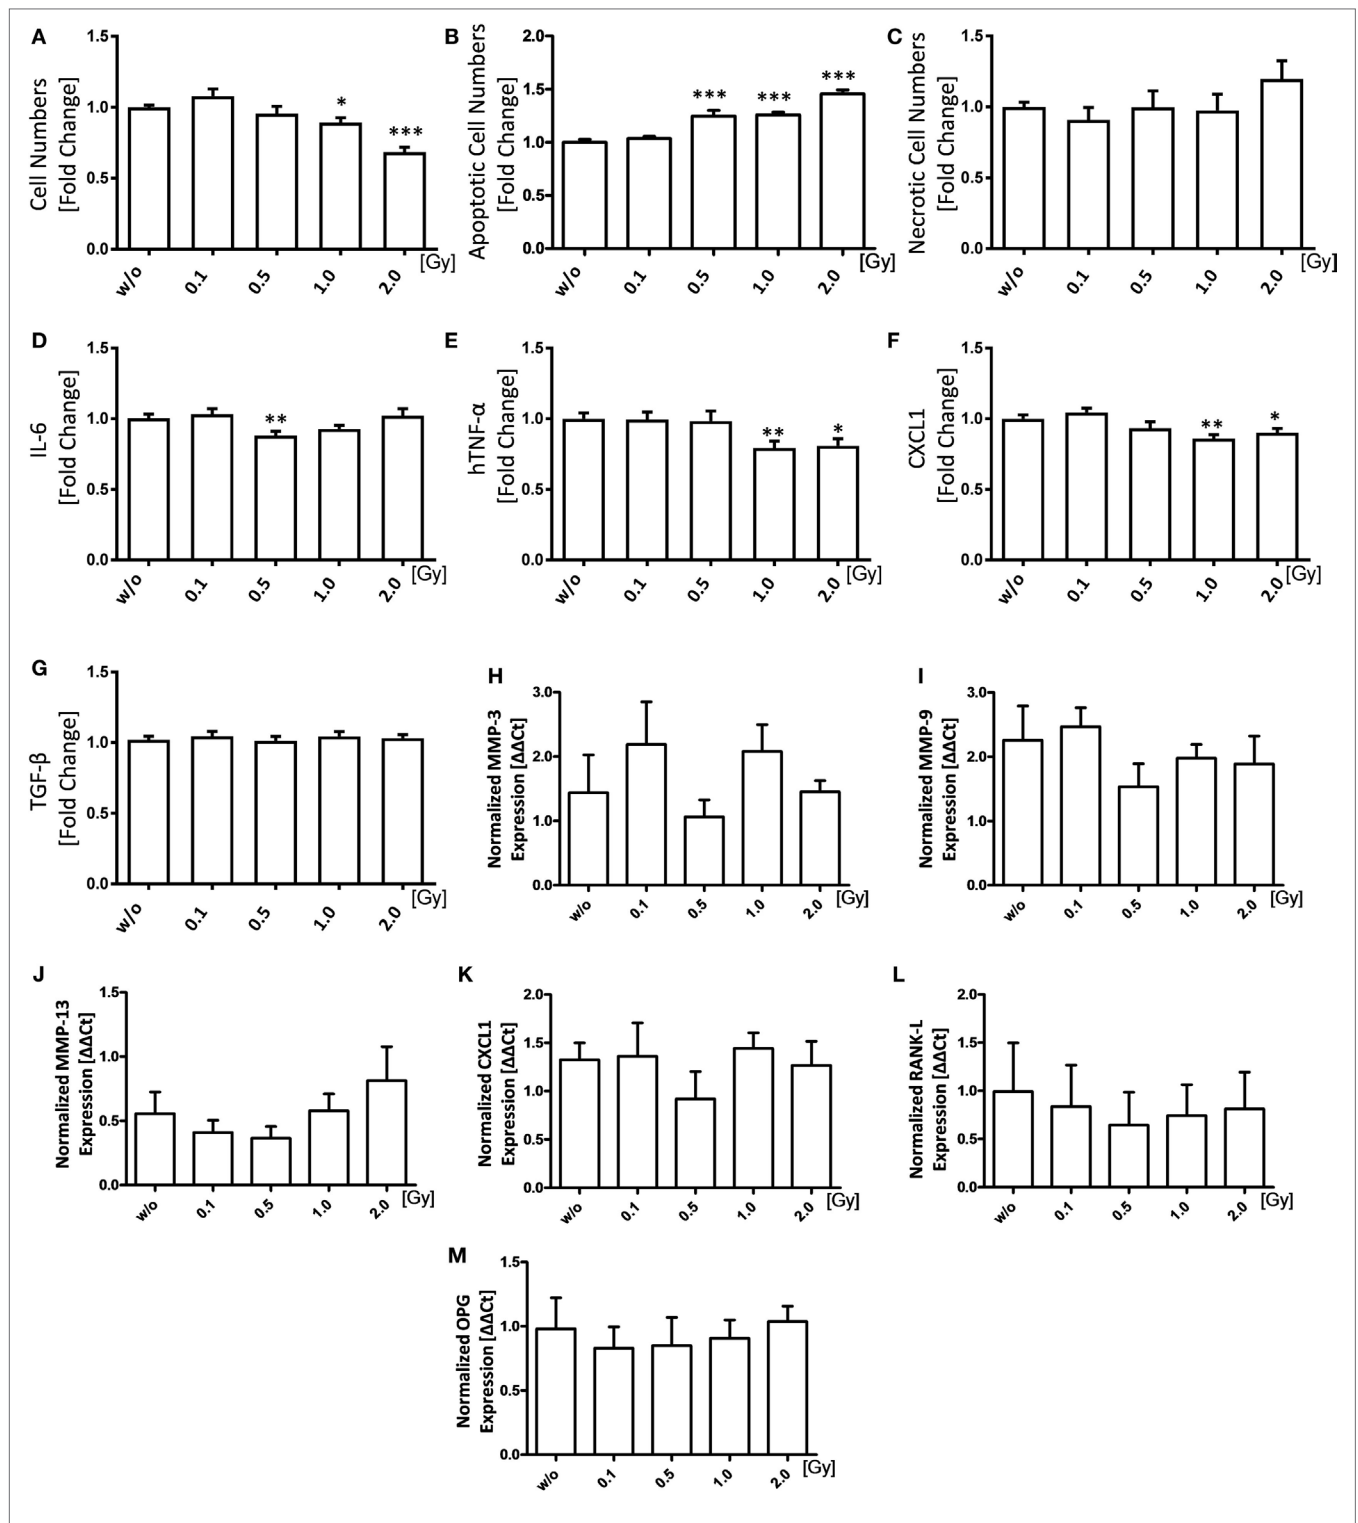 A
Cell Numbers
[Fold Change]
1.5
1.0
0.5
0.0
*
***
w/o 0.1 0.5 1.0 2.0 [Gy]
B
Apoptotic Cell Numbers
[Fold Change]
2.0
1.5
1.0
0.5
0.0
***
***
***
w/o 0.1 0.5 1.0 2.0 [Gy]
C
Necrotic Cell Numbers
[Fold Change]
1.5
1.0
0.5
0.0
w/o 0.1 0.5 1.0 2.0 [Gy]
D
IL-6
[Fold Change]
1.5
1.0
0.5
0.0
**
w/o 0.1 0.5 1.0 2.0 [Gy]
E
hTNF-α
[Fold Change]
1.5
1.0
0.5
0.0
**
*
w/o 0.1 0.5 1.0 2.0 [Gy]
F
CXCL1
[Fold Change]
1.5
1.0
0.5
0.0
**
*
w/o 0.1 0.5 1.0 2.0 [Gy]
G
TGF-β
[Fold Change]
1.5
1.0
0.5
0.0
w/o 0.1 0.5 1.0 2.0 [Gy]
H
Normalized MMP-3
Expression [ΔΔCt]
3.0
2.0
1.0
0.0
w/o 0.1 0.5 1.0 2.0 [Gy]
I
Normalized MMP-9
Expression [ΔΔCt]
3.0
2.0
1.0
0.0
w/o 0.1 0.5 1.0 2.0 [Gy]
J
Normalized MMP-13
Expression [ΔΔCt]
1.5
1.0
0.5
0.0
w/o 0.1 0.5 1.0 2.0 [Gy]
K
Normalized CXCL1
Expression [ΔΔCt]
2.0
1.5
1.0
0.5
0.0
w/o 0.1 0.5 1.0 2.0 [Gy]
L
Normalized RANK-L
Expression [ΔΔCt]
2.0
1.5
1.0
0.5
0.0
w/o 0.1 0.5 1.0 2.0 [Gy]
M
Normalized OPG
Expression [ΔΔCt]
1.5
1.0
0.5
0.0
w/o 0.1 0.5 1.0 2.0 [Gy]